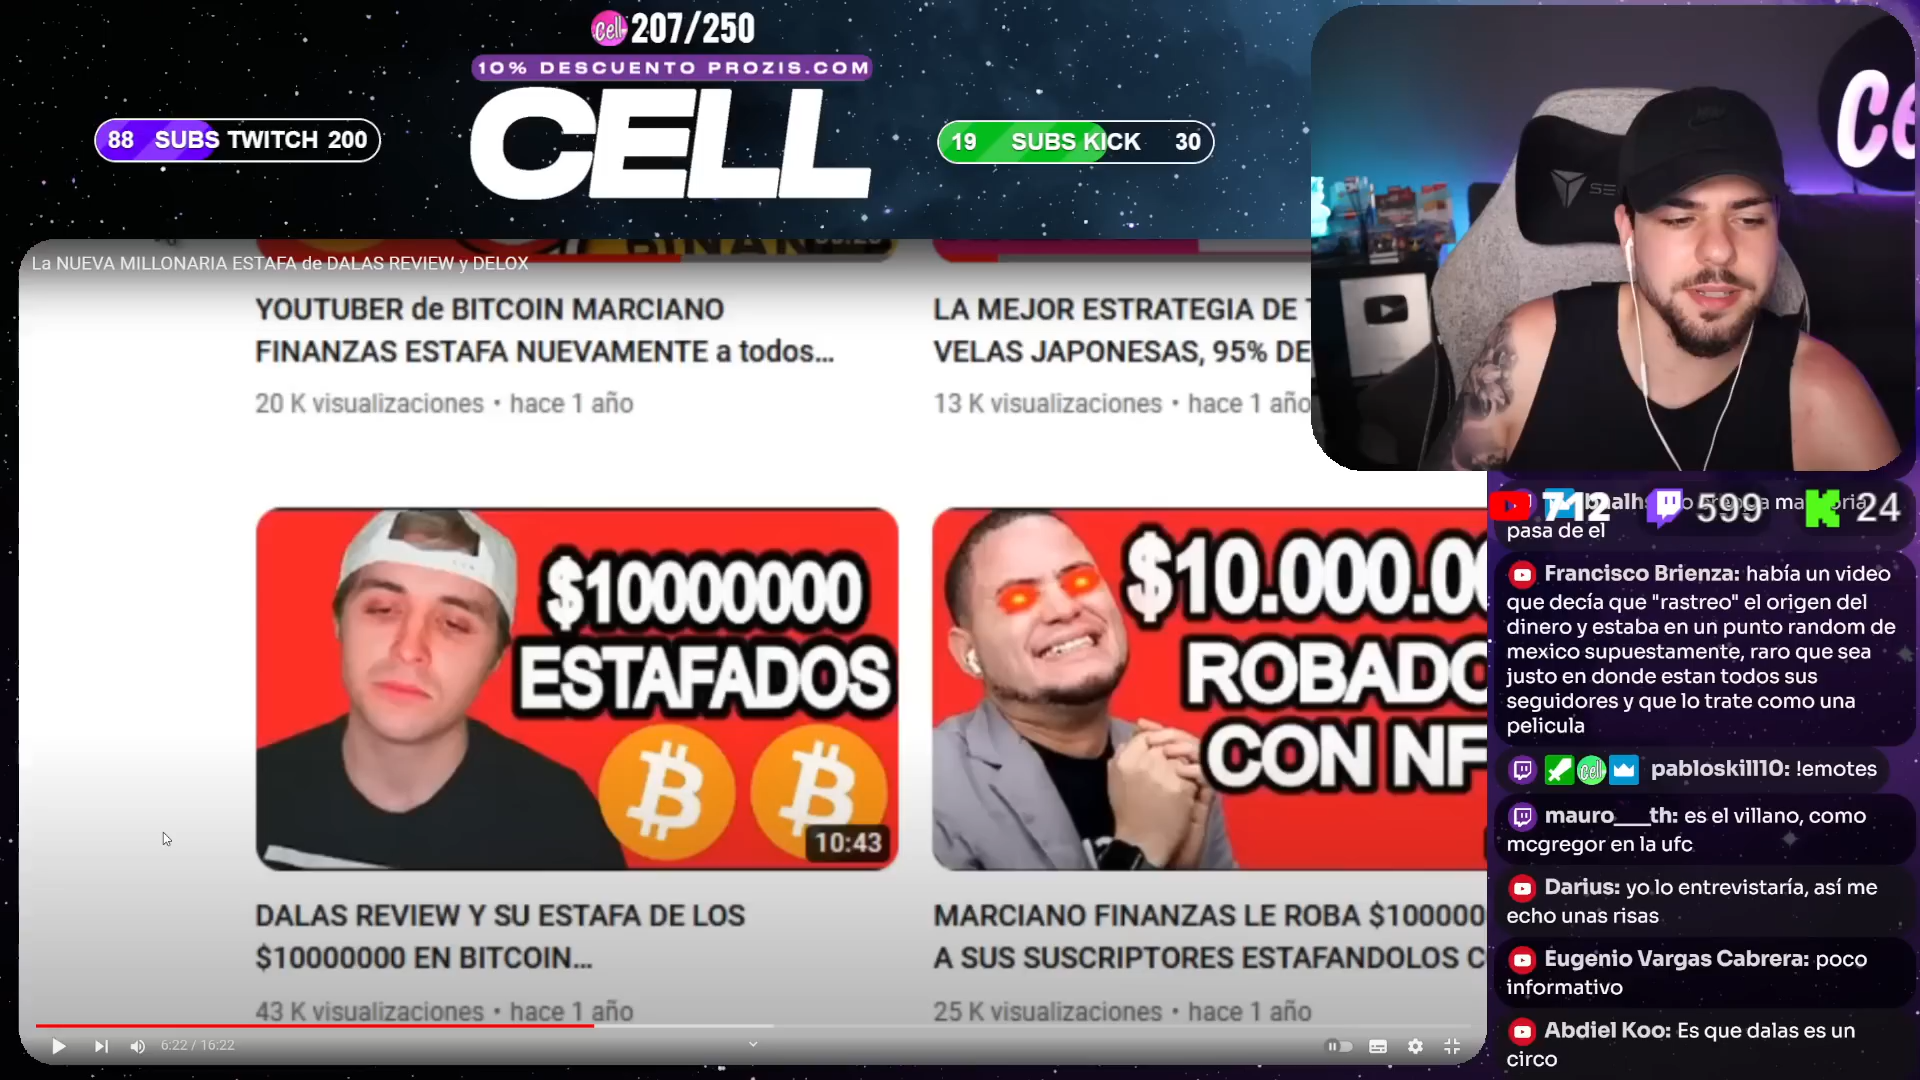 Cell 207/250
10% DESCUENTO PROZIS.COM
CELL
88 SUBS TWITCH 200
19 SUBS KICK 30
La NUEVA MILLONARIA ESTAFA de DALAS REVIEW y DELOX
YOUTUBER de BITCOIN MARCIANO
FINANZAS ESTAFA NUEVAMENTE a todos...
20 K visualizaciones • hace 1 año
LA MEJOR ESTRATEGIA DE
VELAS JAPONESAS, 95% DE
13 K visualizaciones • hace 1 año
$10000000
ESTAFADOS
10:43
DALAS REVIEW Y SU ESTAFA DE LOS
$10000000 EN BITCOIN...
43 K visualizaciones • hace 1 año
$10.000.00
ROBADO
CON NF
MARCIANO FINANZAS LE ROBA $100000
A SUS SUSCRIPTORES ESTAFANDOLOS C
25 K visualizaciones • hace 1 año
6:22 / 16:22
712 599 24
pasa de el
Francisco Brienza: había un video
que decía que "rastreo" el origen del
dinero y estaba en un punto random de
mexico supuestamente, raro que sea
justo en donde estan todos sus
seguidores y que lo trate como una
pelicula
Cell pabloskill10: !emotes
mauro___th: es el villano, como
mcgregor en la ufc
Darius: yo lo entrevistaría, así me
echo unas risas
Eugenio Vargas Cabrera: poco
informativo
Abdiel Koo: Es que dalas es un
circo